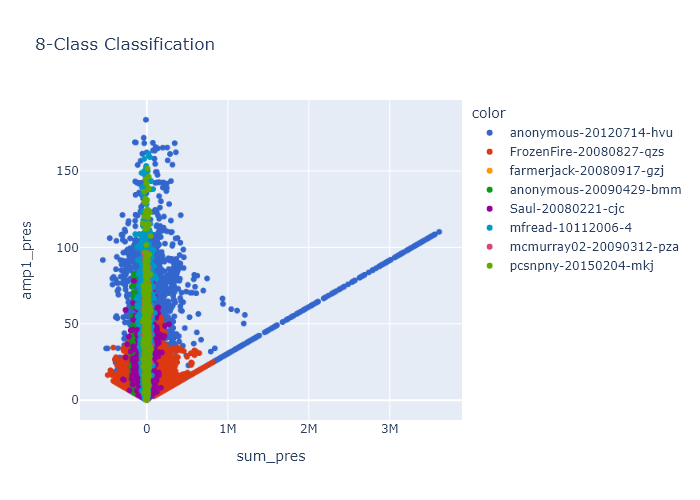 8-Class Classification
color
anonymous-20120714-hvu
FrozenFire-20080827-qzs
farmerjack-20080917-gzj
anonymous-20090429-bmm
Saul-20080221-cjc
mfread-10112006-4
mcmurray02-20090312-pza
pcsnpny-20150204-mkj
amp1_pres
150
100
50
0
0 1M 2M 3M
sum_pres